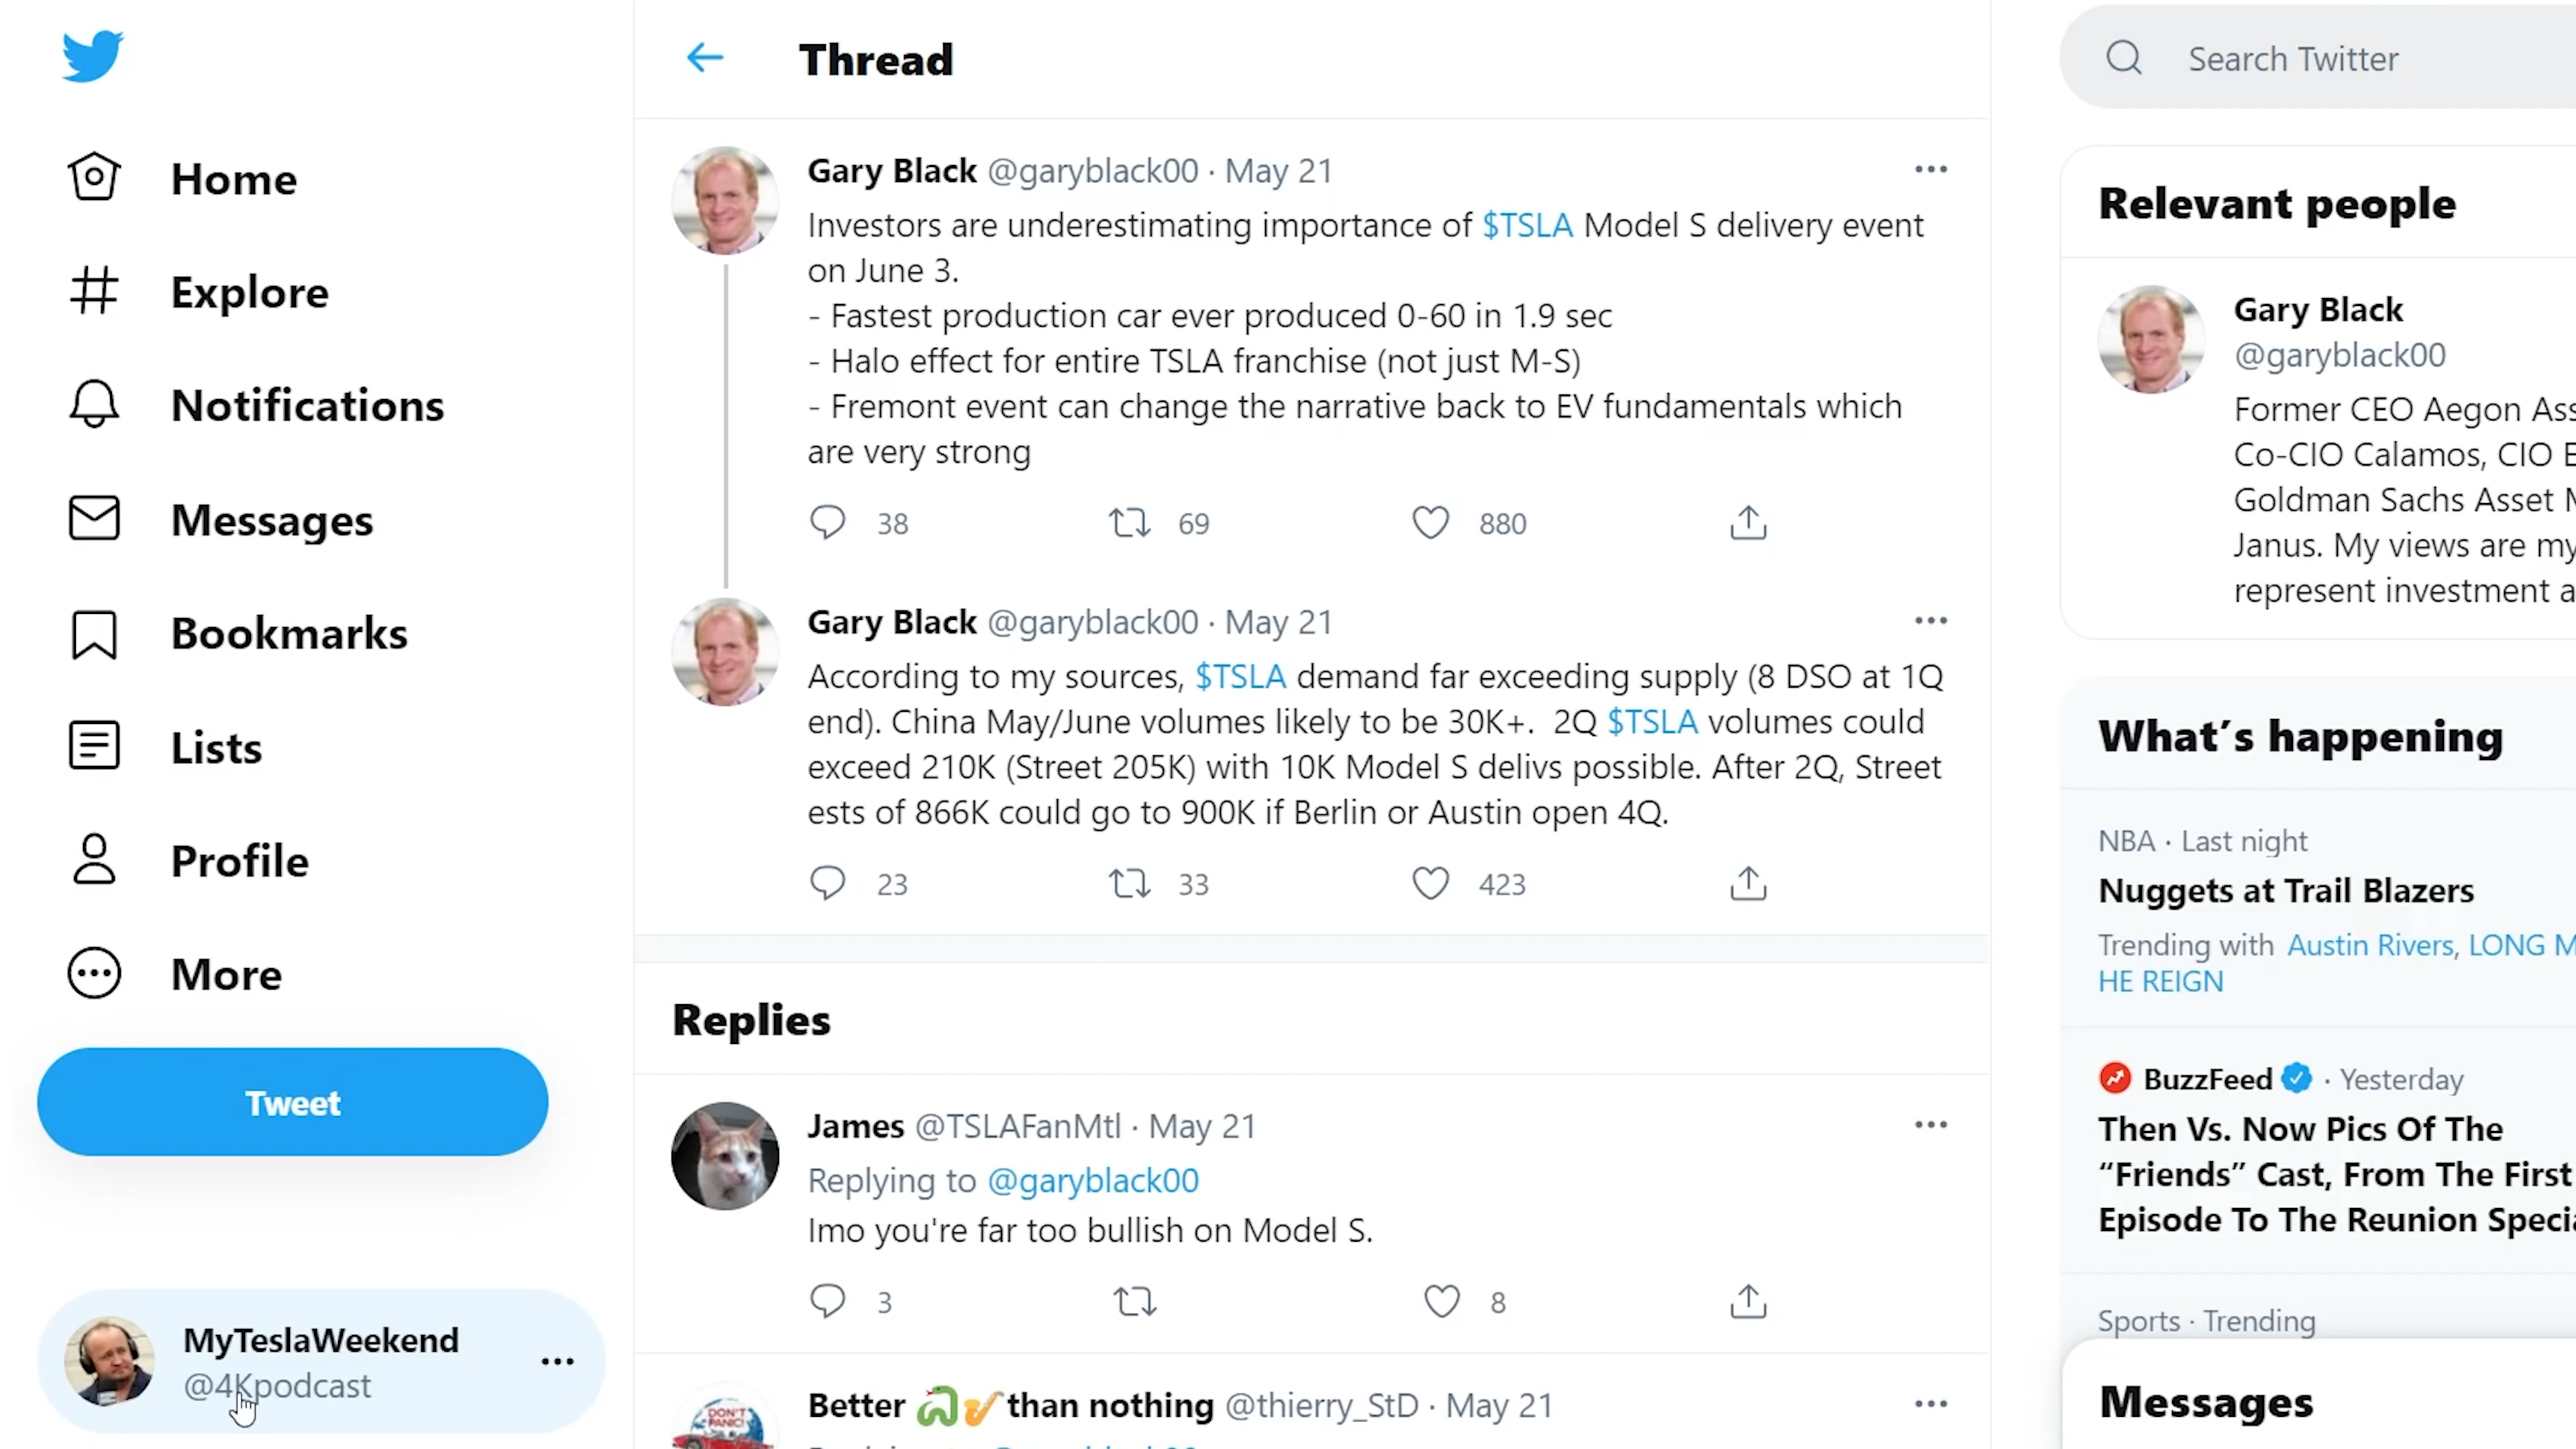 Home
Explore
Notifications
Messages
Bookmarks
Lists
Profile
More
Tweet
MyTeslaWeekend
@4Kpodcast
Thread
Gary Black @garyblack00 · May 21
Investors are underestimating importance of $TSLA Model S delivery event
on June 3.
- Fastest production car ever produced 0-60 in 1.9 sec
- Halo effect for entire TSLA franchise (not just M-S)
- Fremont event can change the narrative back to EV fundamentals which
are very strong
38 69 880
Gary Black @garyblack00 · May 21
According to my sources, $TSLA demand far exceeding supply (8 DSO at 1Q
end). China May/June volumes likely to be 30K+. 2Q $TSLA volumes could
exceed 210K (Street 205K) with 10K Model S delivs possible. After 2Q, Street
ests of 866K could go to 900K if Berlin or Austin open 4Q.
23 33 423
Replies
James @TSLAFanMtl · May 21
Replying to @garyblack00
Imo you're far too bullish on Model S.
3 8
Better 🐍🎷than nothing @thierry_StD · May 21
DON'T
PANIC!
Search Twitter
Relevant people
Gary Black
@garyblack00
Former CEO Aegon Ass
Co-CIO Calamos, CIO E
Goldman Sachs Asset M
Janus. My views are my
represent investment a
What's happening
NBA · Last night
Nuggets at Trail Blazers
Trending with Austin Rivers, LONG M
HE REIGN
BuzzFeed · Yesterday
Then Vs. Now Pics Of The
“Friends” Cast, From The First
Episode To The Reunion Specia
Sports · Trending
Messages